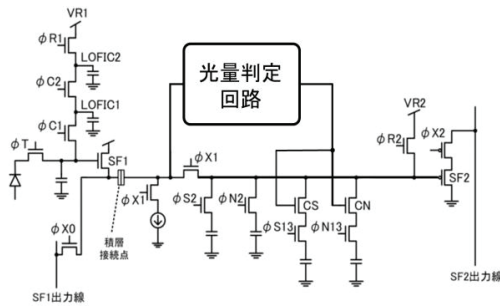 VR1
φR1
LOFIC2
φC2
LOFIC1
φC1
φT
SF1
光量判定
回路
φX1
VR2
φR2
φX2
SF2
φX1
φS2
φN2
CS
CN
φS13
φN13
積層
接続点
φX0
SF1出力線
SF2出力線